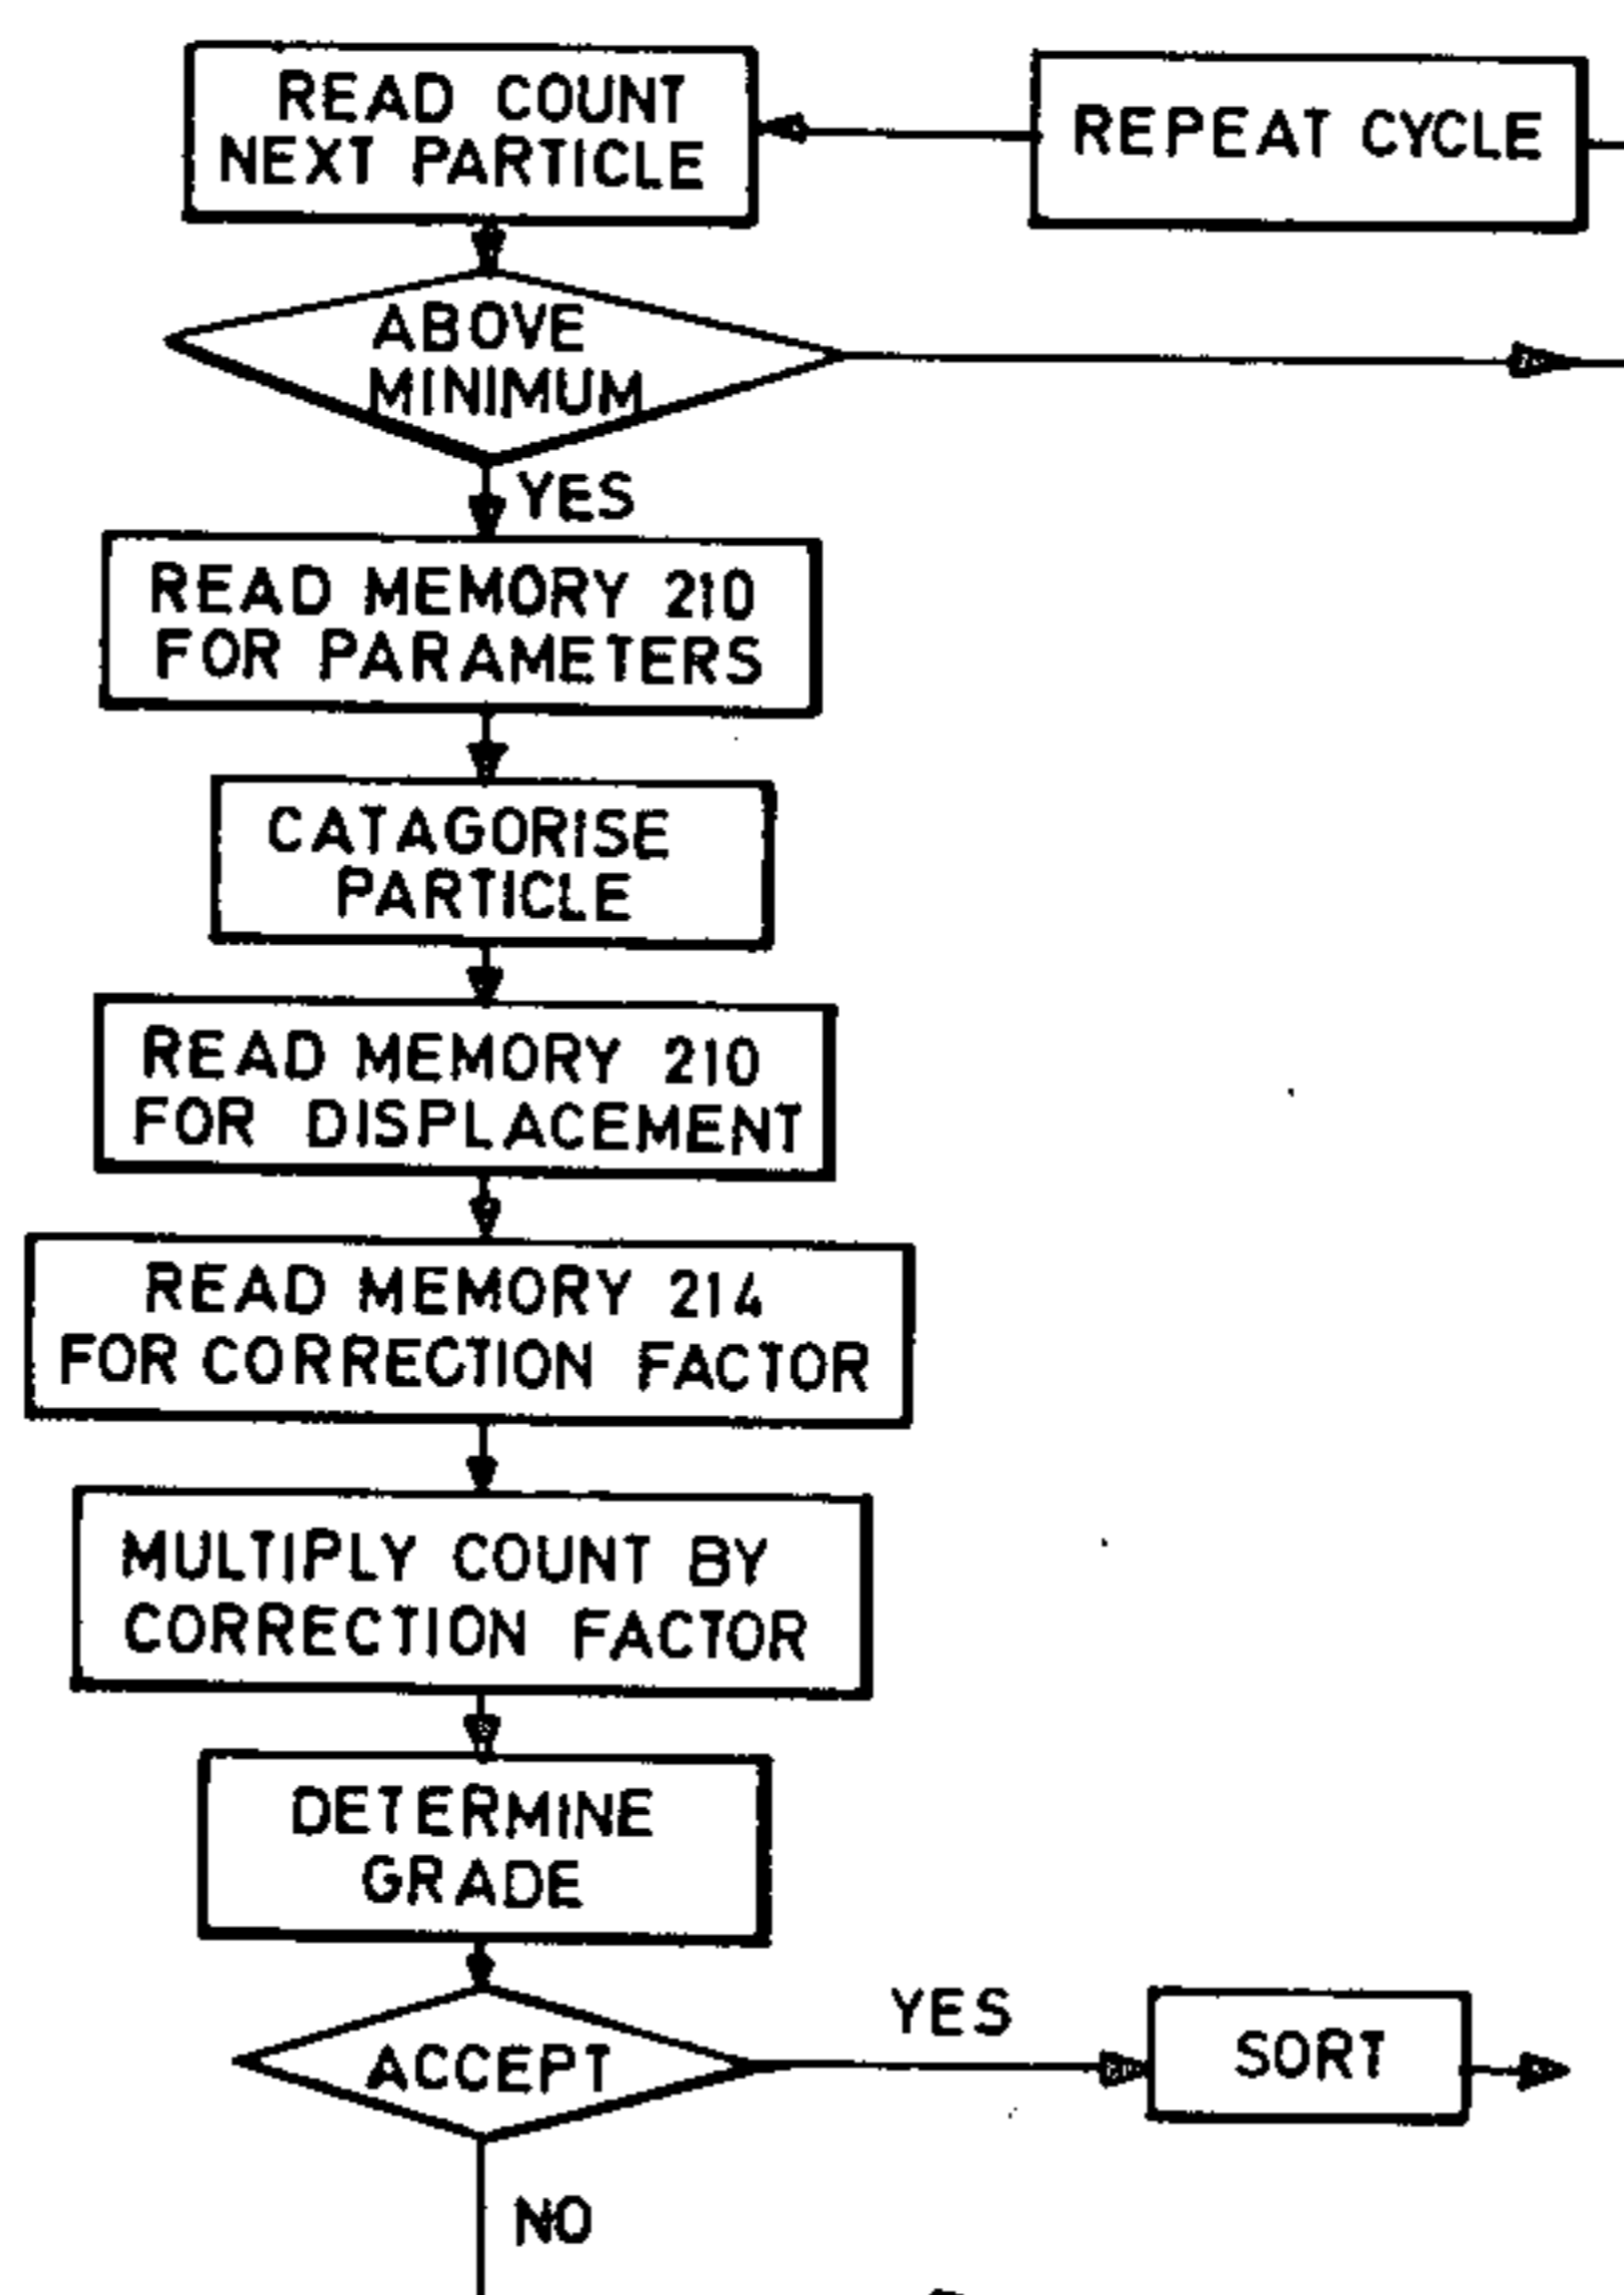 READ COUNT
NEXT PARTICLE
REPEAT CYCLE
ABOVE
MINIMUM
YES
READ MEMORY 210
FOR PARAMETERS
CATAGORISE
PARTICLE
READ MEMORY 210
FOR DISPLACEMENT
READ MEMORY 214
FOR CORRECTION FACTOR
MULTIPLY COUNT BY
CORRECTION FACTOR
DETERMINE
GRADE
ACCEPT
YES
SORT
NO